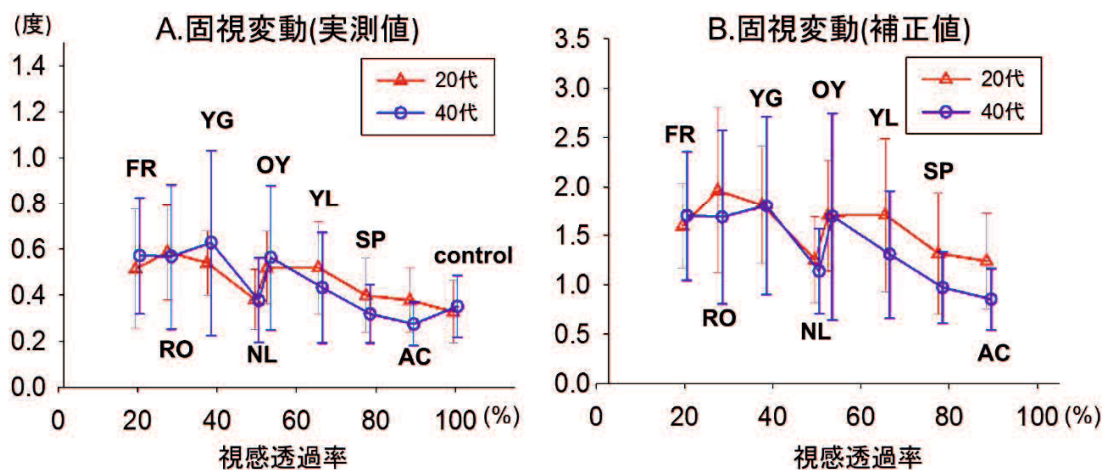 (度)
A.固視変動(実測値)
1.4
1.2
1.0
0.8
0.6
0.4
0.2
0.0
20代
40代
FR
RO
YG
NL
OY
YL
SP
AC
control
0
20
40
60
80
100
(%)
視感透過率
B.固視変動(補正値)
3.5
3.0
2.5
2.0
1.5
1.0
0.5
0.0
20代
40代
FR
RO
YG
NL
OY
YL
SP
AC
0
20
40
60
80
100
(%)
視感透過率